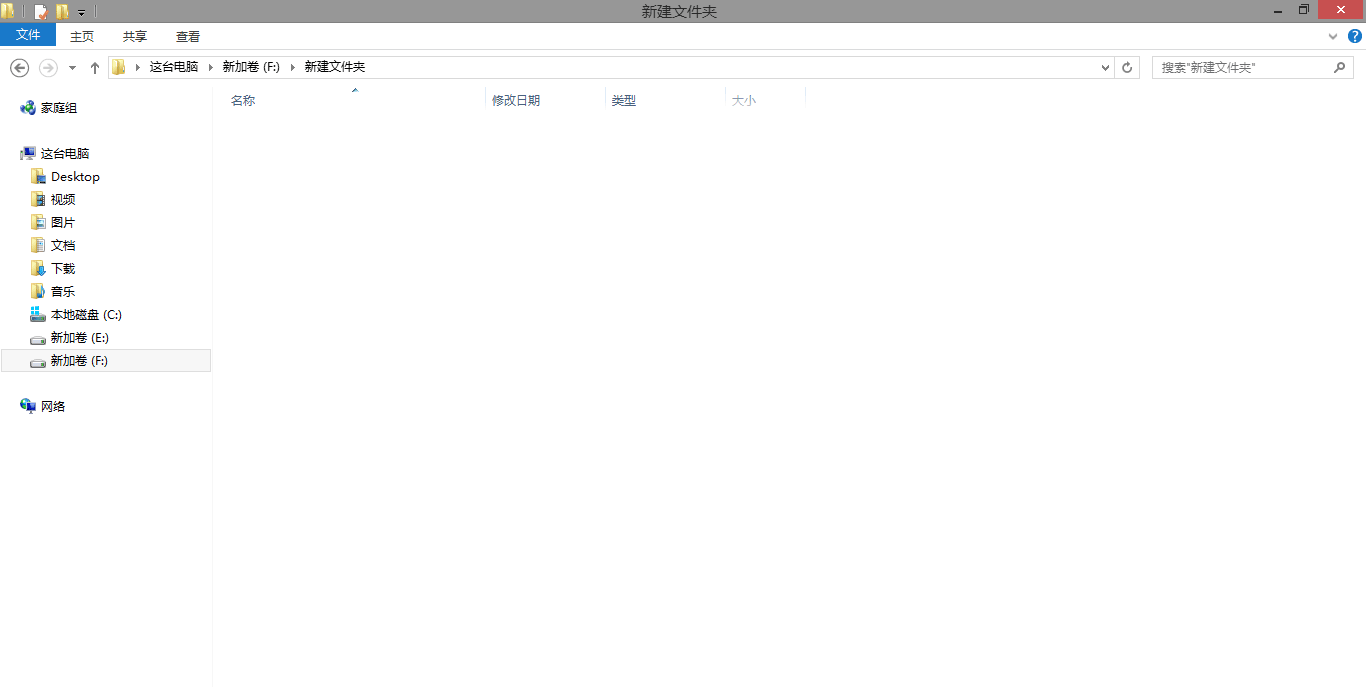 新建文件夹
文件 主页 共享 查看
这台电脑 新加卷 (F:) 新建文件夹 搜索"新建文件夹"
名称 修改日期 类型 大小
家庭组
这台电脑
Desktop
视频
图片
文档
下载
音乐
本地磁盘 (C:)
新加卷 (E:)
新加卷 (F:)
网络